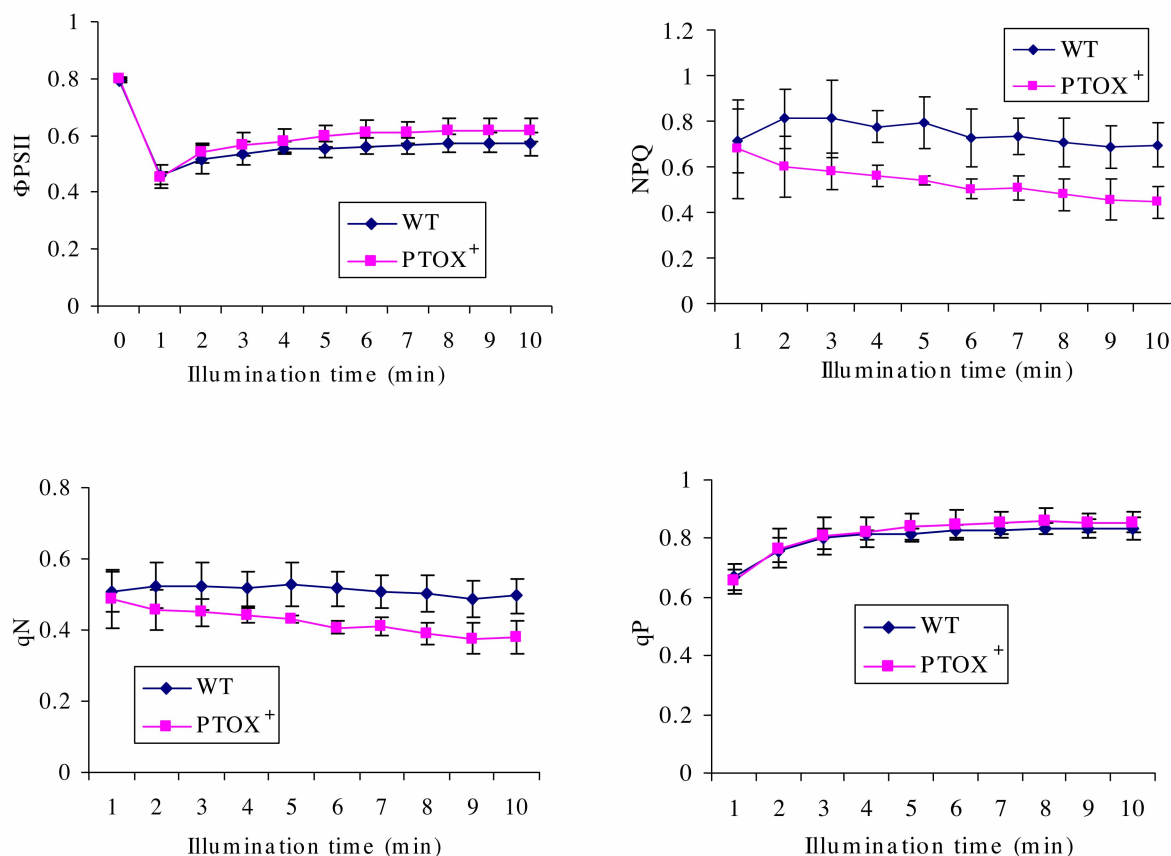 1
0.8
0.6
0.4
0.2
0
ΦPSII
WT
PTOX+
0 1 2 3 4 5 6 7 8 9 10
Illumination time (min)
1.2
1
0.8
0.6
0.4
0.2
0
NPQ
WT
PTOX+
1 2 3 4 5 6 7 8 9 10
Illumination time (min)
0.8
0.6
0.4
0.2
0
qN
WT
PTOX+
1 2 3 4 5 6 7 8 9 10
Illumination time (min)
1
0.8
0.6
0.4
0.2
0
qP
WT
PTOX+
1 2 3 4 5 6 7 8 9 10
Illumination time (min)